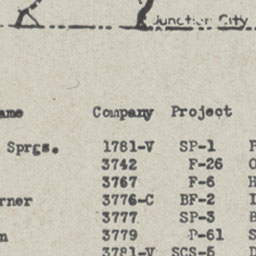 Junction City
ame Company Project
Sprgs. 1781-V SP-1
3742 F-26
3767 F-6
rner 3776-C BF-2
3777 SP-3
n 3779 P-61
3781-V SCS-5